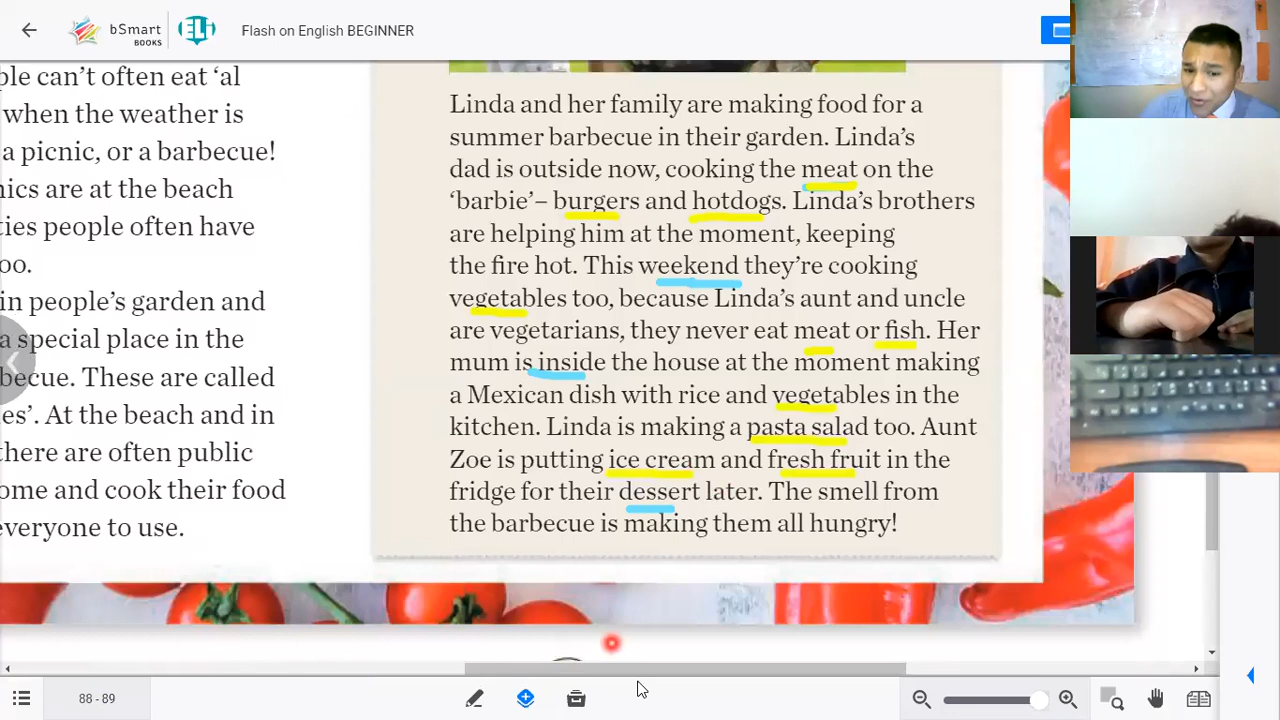 bSmart
BOOKS
ELI
Flash on English BEGINNER
ple can't often eat 'al
when the weather is
a picnic, or a barbecue!
nics are at the beach
ties people often have
oo.
in people's garden and
a special place in the
becue. These are called
es'. At the beach and in
there are often public
ome and cook their food
everyone to use.
Linda and her family are making food for a
summer barbecue in their garden. Linda's
dad is outside now, cooking the meat on the
'barbie'– burgers and hotdogs. Linda's brothers
are helping him at the moment, keeping
the fire hot. This weekend they're cooking
vegetables too, because Linda's aunt and uncle
are vegetarians, they never eat meat or fish. Her
mum is inside the house at the moment making
a Mexican dish with rice and vegetables in the
kitchen. Linda is making a pasta salad too. Aunt
Zoe is putting ice cream and fresh fruit in the
fridge for their dessert later. The smell from
the barbecue is making them all hungry!
88 - 89